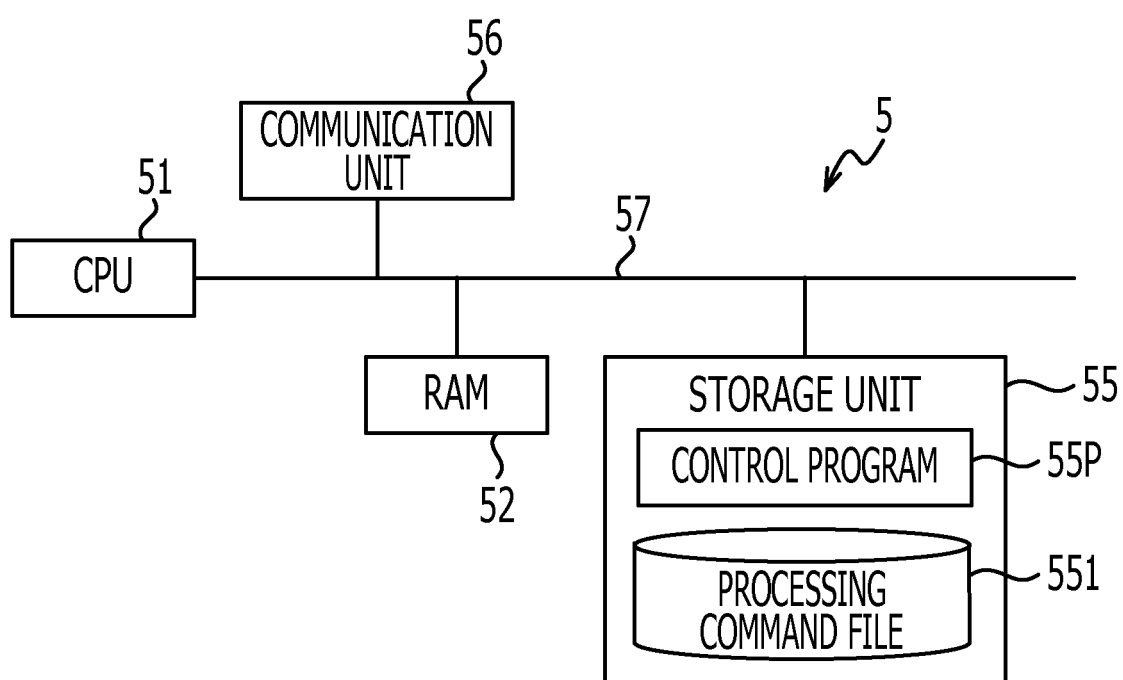 56
COMMUNICATION
UNIT
5
51
CPU
57
RAM
52
STORAGE UNIT
55
CONTROL PROGRAM
55P
PROCESSING
COMMAND FILE
551